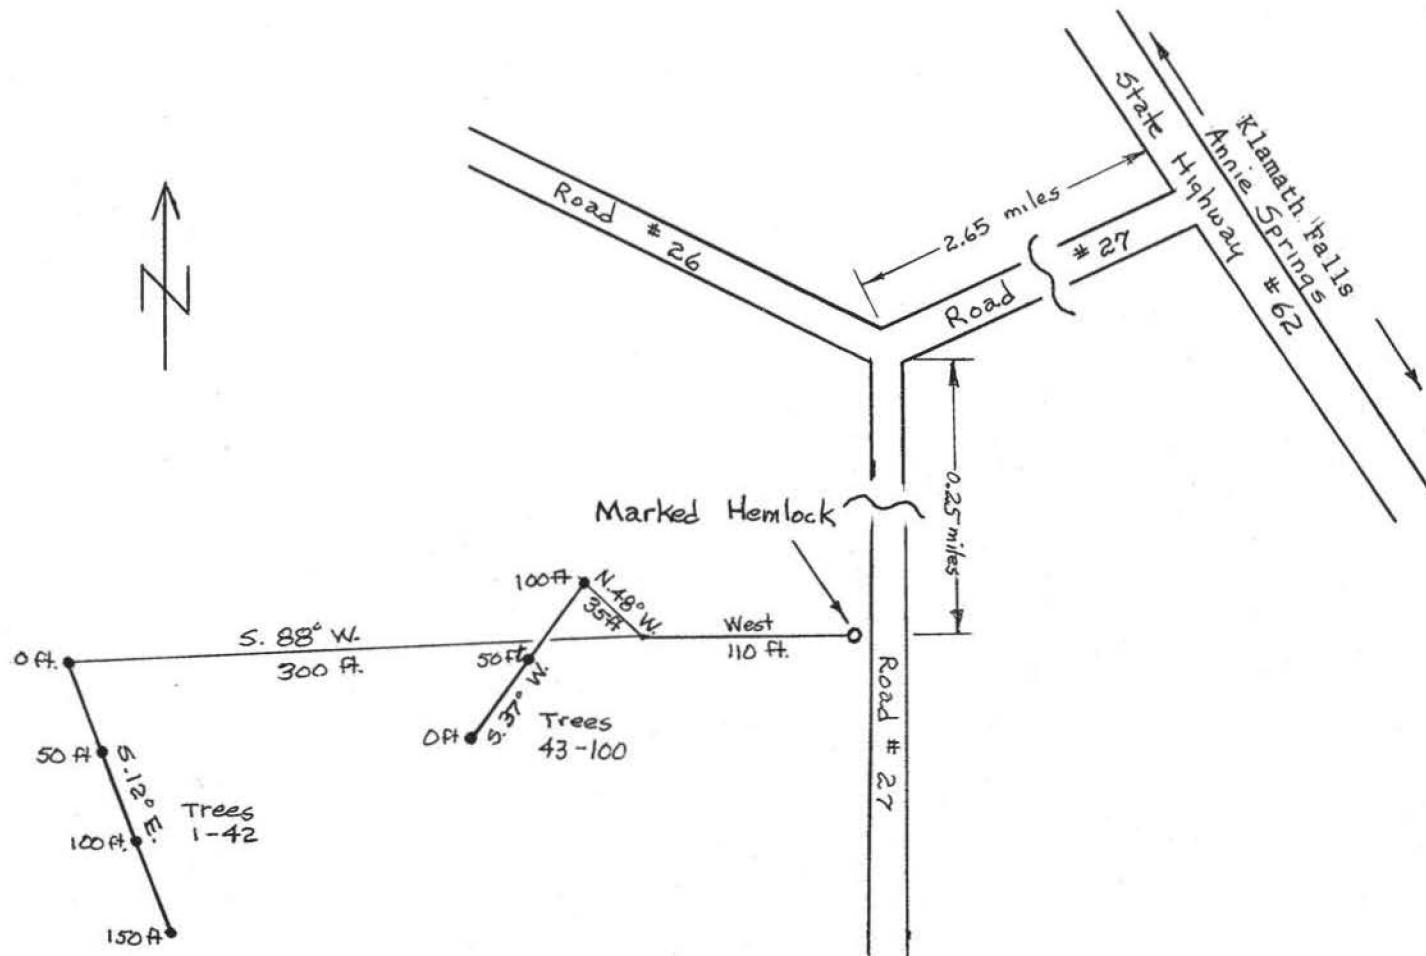 State Highway # 62
Klamath Falls
"Annie Springs
2.65 miles
Road # 26
Road # 27
N
0.25 miles
Marked Hemlock
100 ft
N. 48° W.
35 ft
West
110 ft.
S. 88° W.
300 ft.
0 ft.
50 ft
S. 37° W.
0 ft
Trees
43-100
50 ft
S. 12° E.
100 ft.
Trees
1-42
150 ft
Road # 27